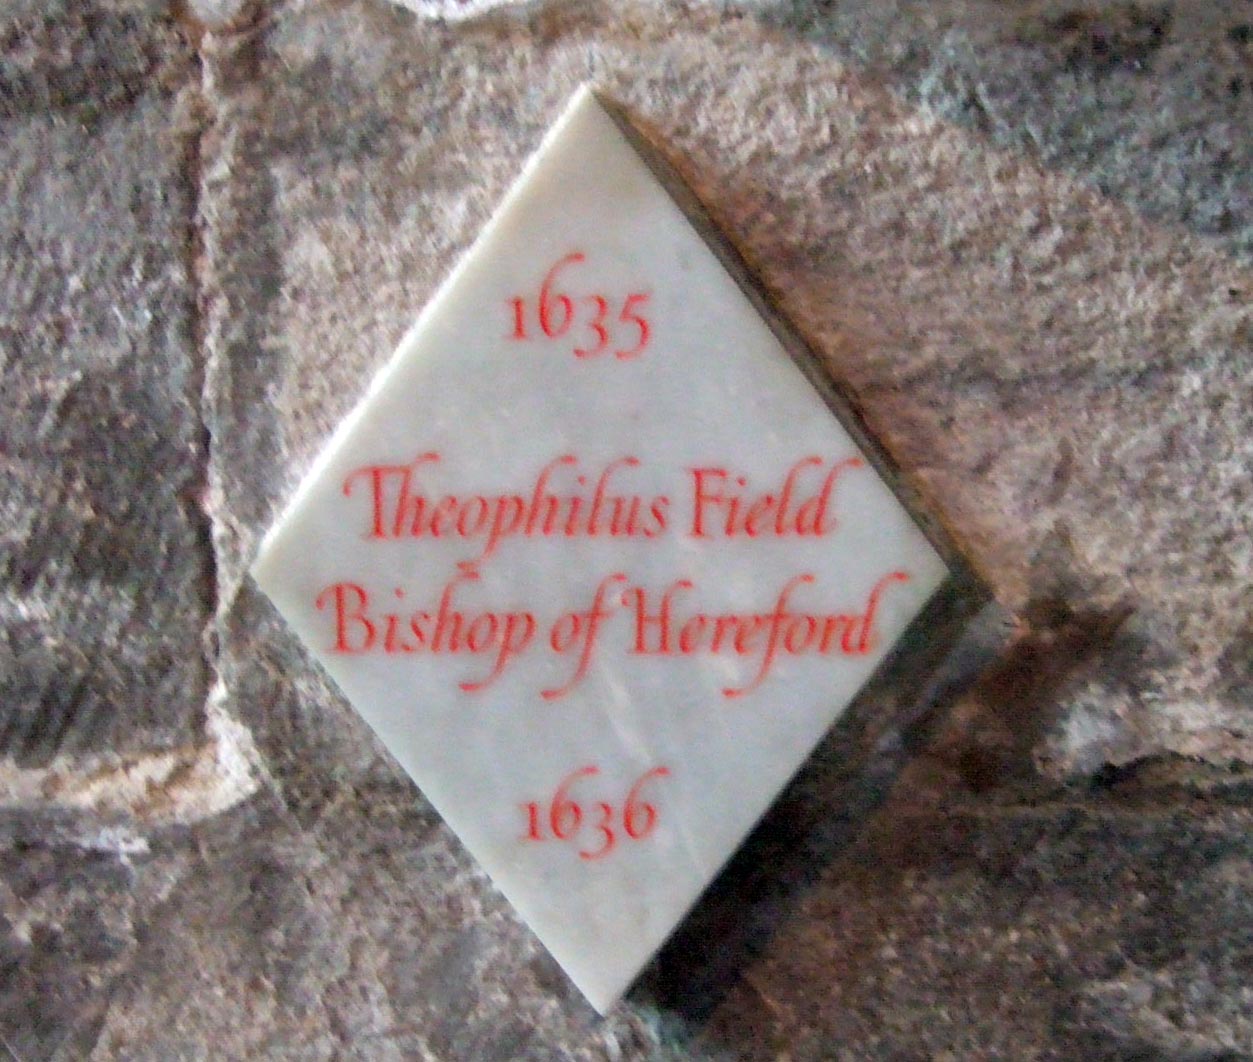 1635
Theophilus Field
Bishop of Hereford
1636